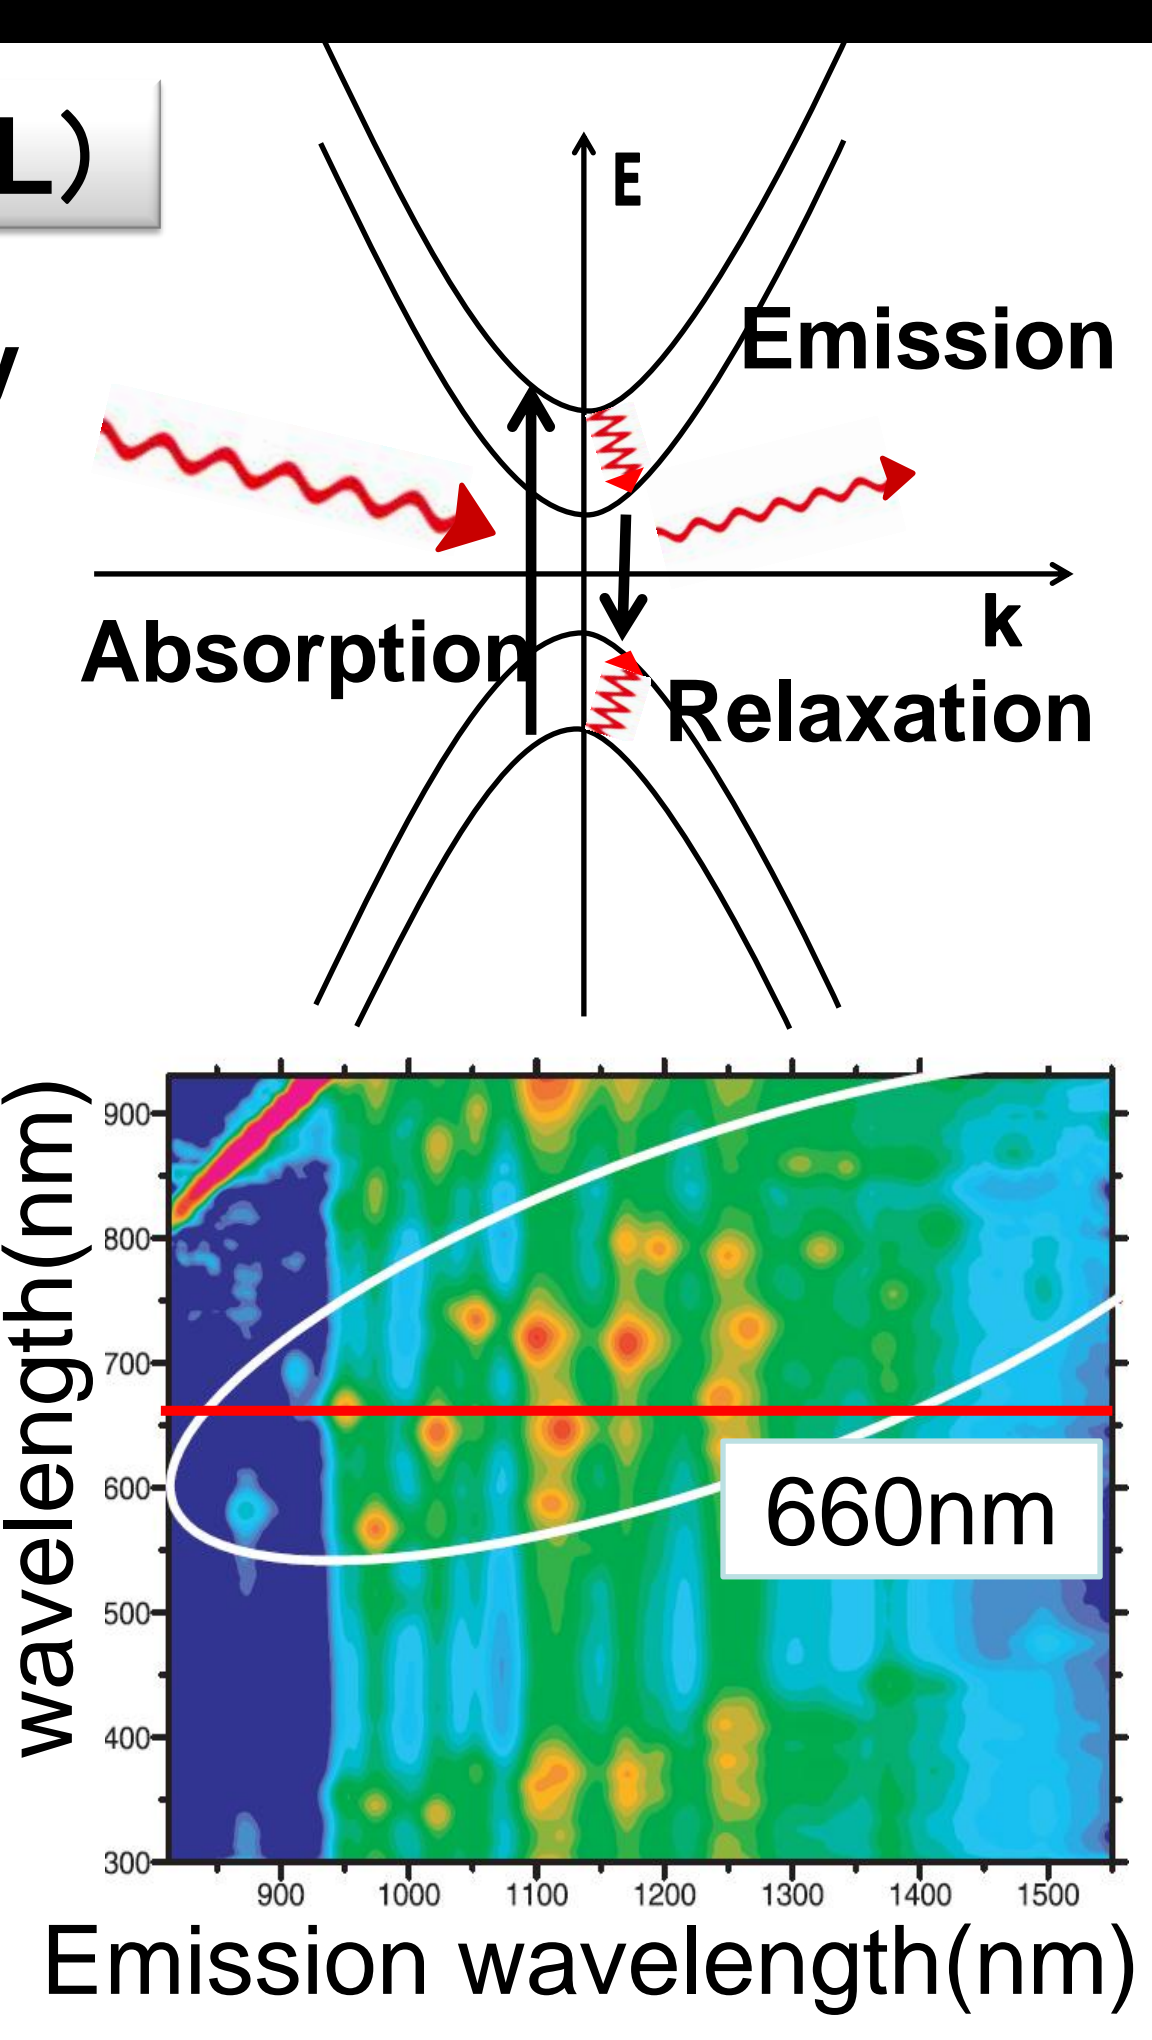 L)
E
y
Emission
Absorption
k
Relaxation
wavelength(nm)
900
800
700
600
500
400
300
660nm
900 1000 1100 1200 1300 1400 1500
Emission wavelength(nm)